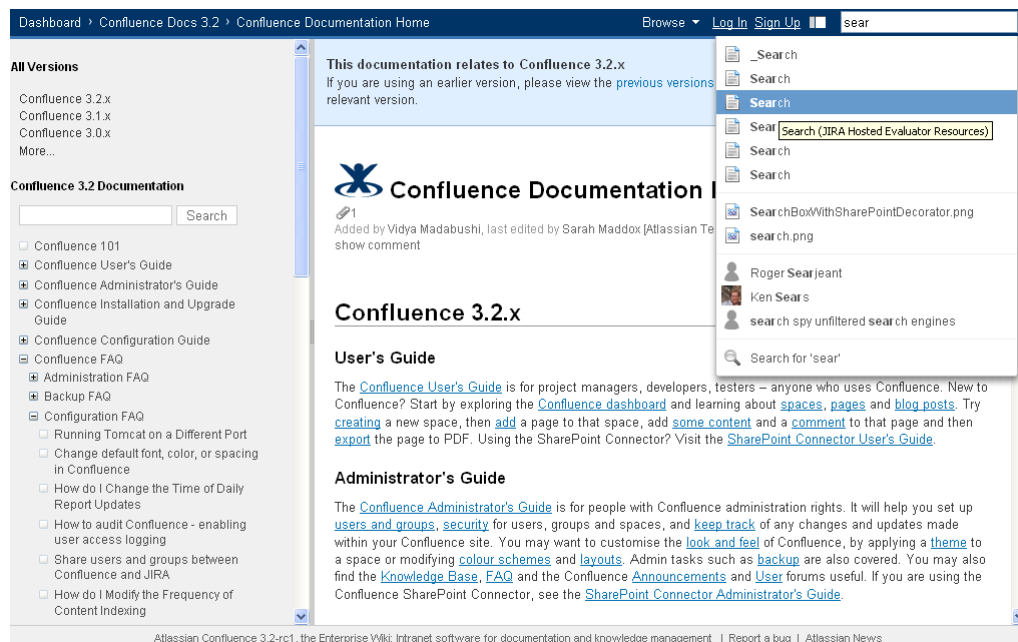 Dashboard > Confluence Docs 3.2 > Confluence Documentation Home
Browse Log In Sign Up sear
All Versions
Confluence 3.2.x
Confluence 3.1.x
Confluence 3.0.x
More...
Confluence 3.2 Documentation
Search
Confluence 101
Confluence User's Guide
Confluence Administrator's Guide
Confluence Installation and Upgrade
Guide
Confluence Configuration Guide
Confluence FAQ
Administration FAQ
Backup FAQ
Configuration FAQ
Running Tomcat on a Different Port
Change default font, color, or spacing
in Confluence
How do I Change the Time of Daily
Report Updates
How to audit Confluence - enabling
user access logging
Share users and groups between
Confluence and JIRA
How do I Modify the Frequency of
Content Indexing
This documentation relates to Confluence 3.2.x
If you are using an earlier version, please view the previous versions
relevant version.
Confluence Documentation
1
Added by Vidya Madabushi, last edited by Sarah Maddox [Atlassian Te
show comment
Confluence 3.2.x
User's Guide
The Confluence User's Guide is for project managers, developers, testers – anyone who uses Confluence. New to
Confluence? Start by exploring the Confluence dashboard and learning about spaces, pages and blog posts. Try
creating a new space, then add a page to that space, add some content and a comment to that page and then
export the page to PDF. Using the SharePoint Connector? Visit the SharePoint Connector User's Guide.
Administrator's Guide
The Confluence Administrator's Guide is for people with Confluence administration rights. It will help you set up
users and groups, security for users, groups and spaces, and keep track of any changes and updates made
within your Confluence site. You may want to customise the look and feel of Confluence, by applying a theme to
a space or modifying colour schemes and layouts. Admin tasks such as backup are also covered. You may also
find the Knowledge Base, FAQ and the Confluence Announcements and User forums useful. If you are using the
Confluence SharePoint Connector, see the SharePoint Connector Administrator's Guide.
_Search
Search
Search
Sear
Search (JIRA Hosted Evaluator Resources)
Search
Search
SearchBoxWithSharePointDecorator.png
search.png
Roger Searjeant
Ken Sears
search spy unfiltered search engines
Search for 'sear'
Atlassian Confluence 3.2-rc1, the Enterprise Wiki: Intranet software for documentation and knowledge management | Report a bug | Atlassian News